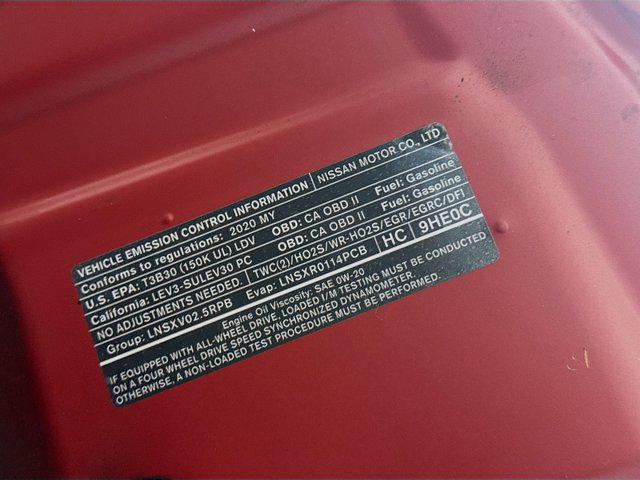 VEHICLE EMISSION CONTROL INFORMATION NISSAN MOTOR CO., LTD
Conforms to regulations: 2020 MY
U.S. EPA: T3B30 (150K UL) LDV OBD: CA OBD II Fuel: Gasoline
California: LEV3-SULEV30 PC OBD: CA OBD II Fuel: Gasoline
NO ADJUSTMENTS NEEDED. TWC(2)/HO2S/WR-HO2S/EGR/EGRC/DFI
Group: LNSXV02.5RPB Evap: LNSXR0114PCB HC 9HE0C
Engine Oil Viscosity: SAE 0W-20
IF EQUIPPED WITH ALL-WHEEL DRIVE, LOADED I/M TESTING MUST BE CONDUCTED
ON A FOUR WHEEL DRIVE SPEED SYNCHRONIZED DYNAMOMETER.
OTHERWISE, A NON-LOADED TEST PROCEDURE MUST BE PERFORMED.